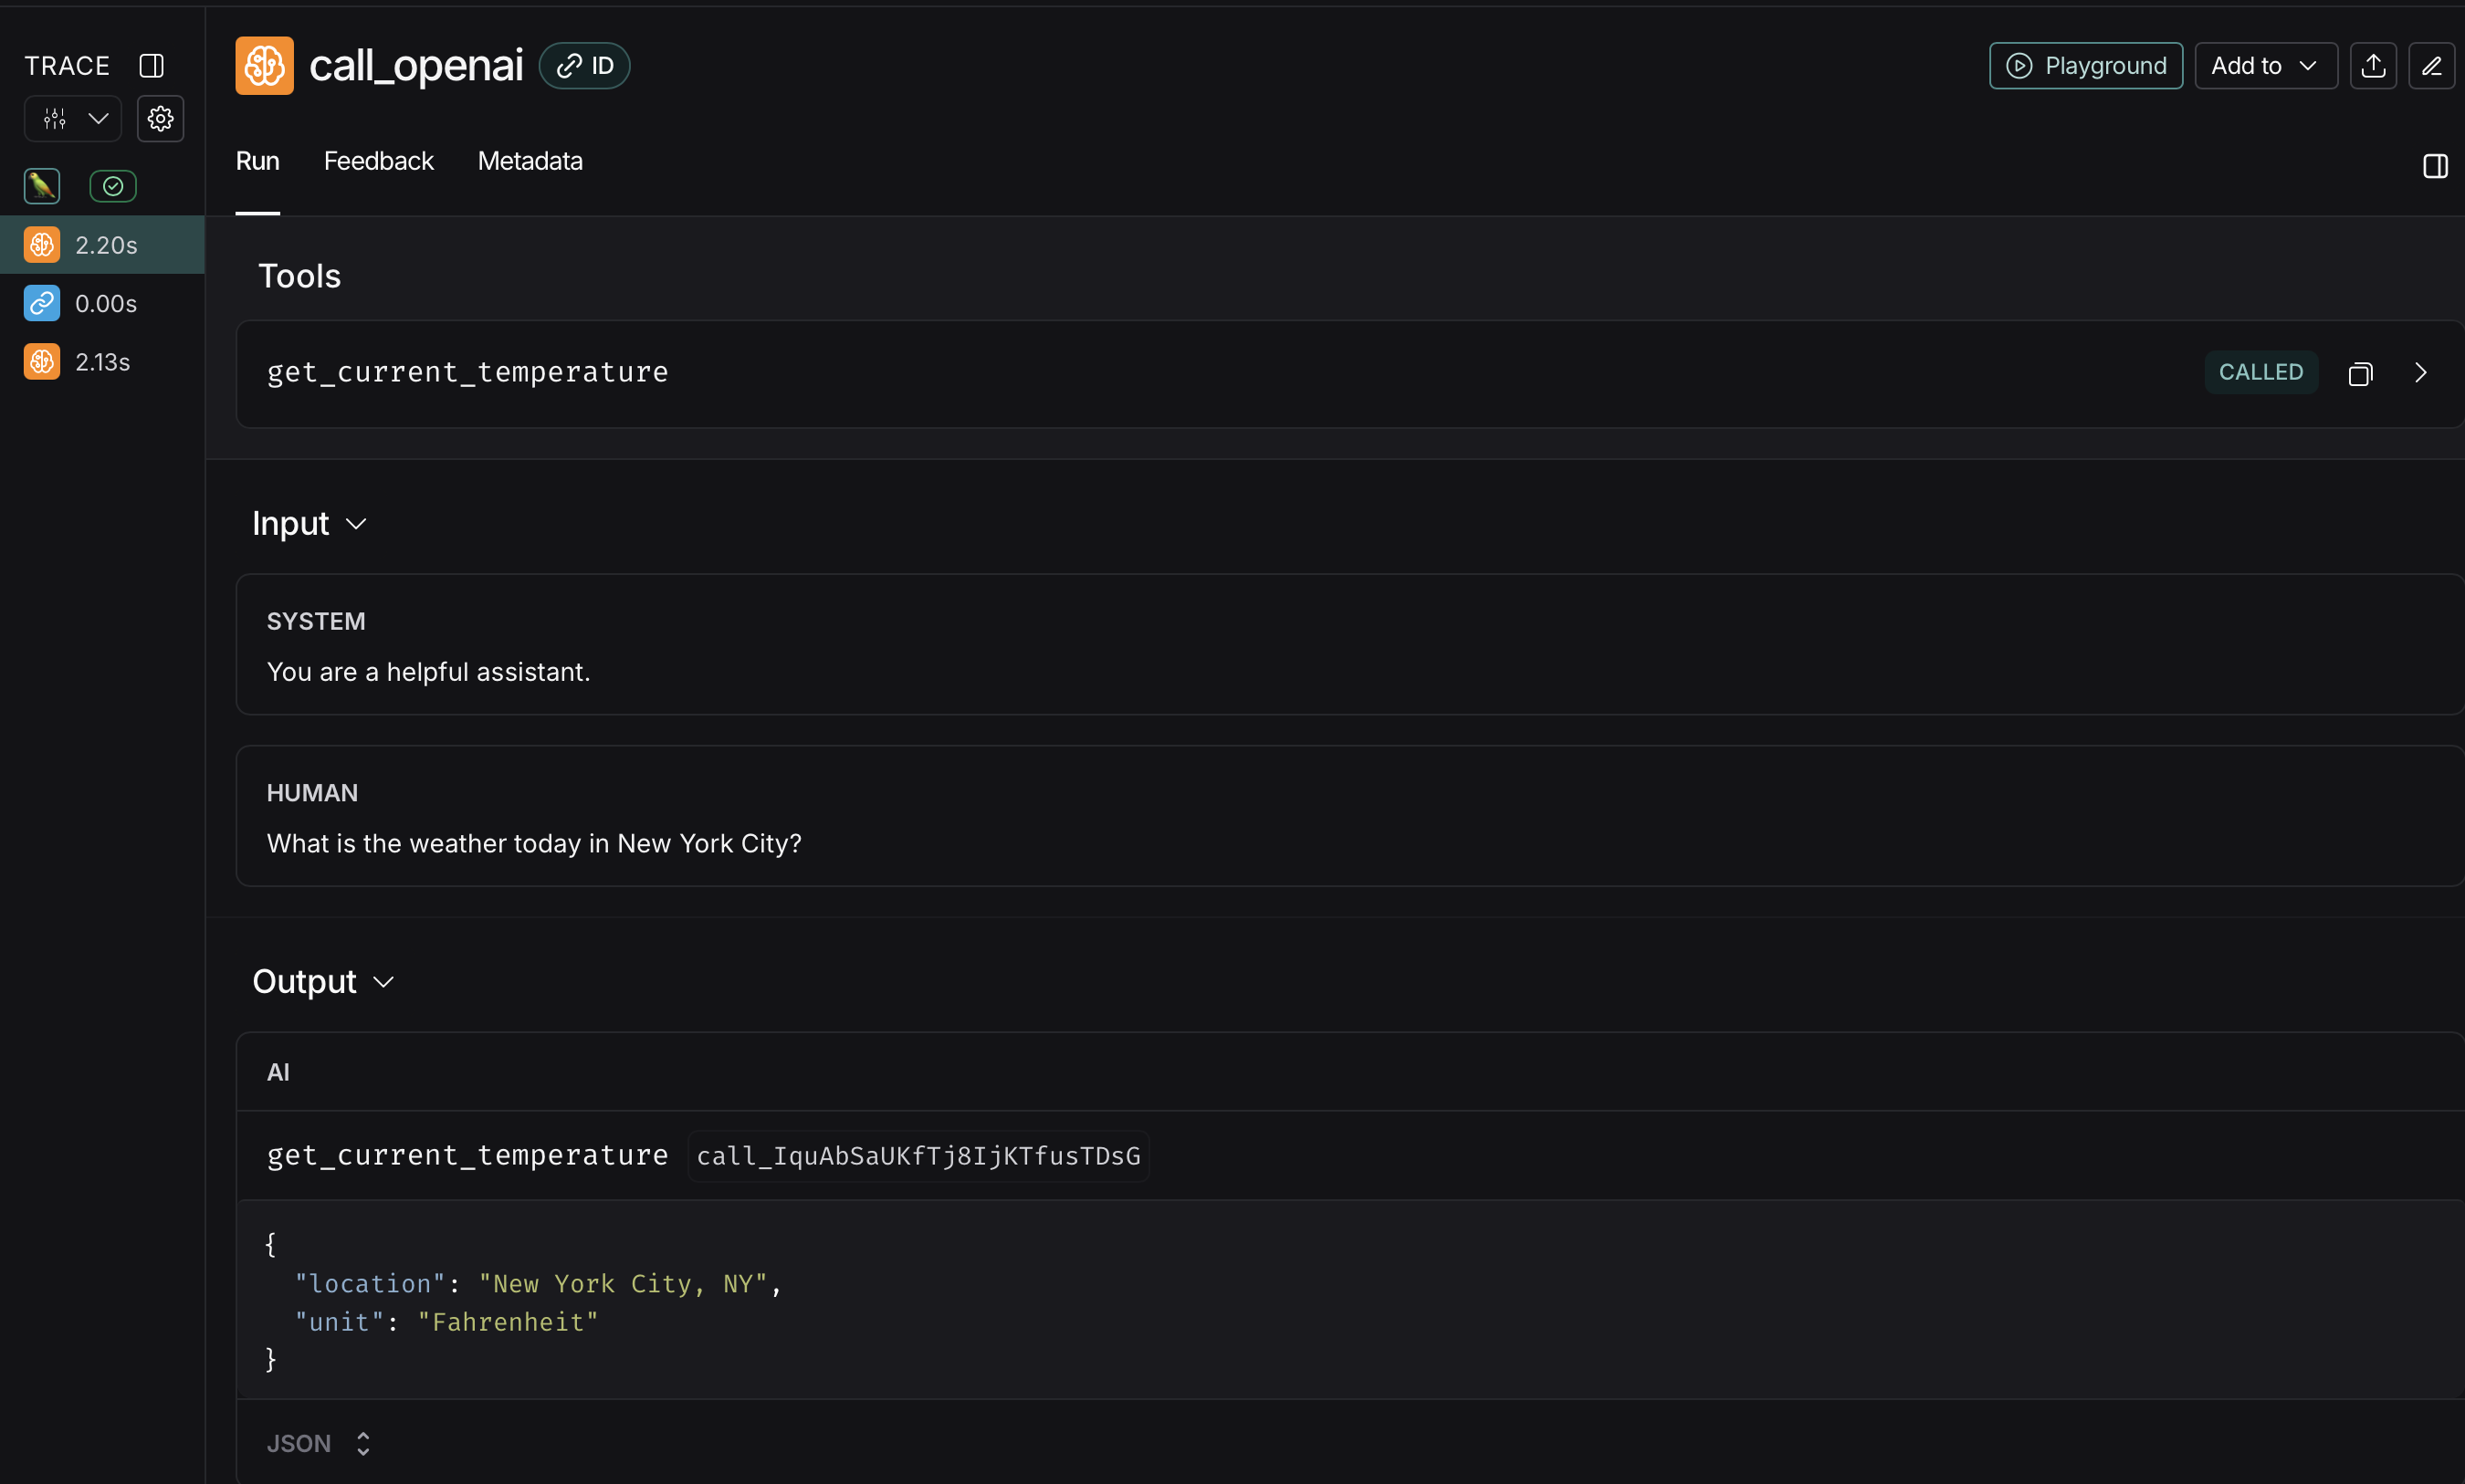 TRACE
2.20s
0.00s
2.13s
call_openai
ID
Playground
Add to
Run
Feedback
Metadata
Tools
get_current_temperature
CALLED
Input
SYSTEM
You are a helpful assistant.
HUMAN
What is the weather today in New York City?
Output
AI
get_current_temperature call_IquAbSaUKfTj8IjKTfusTDsG
{
"location": "New York City, NY",
"unit": "Fahrenheit"
}
JSON